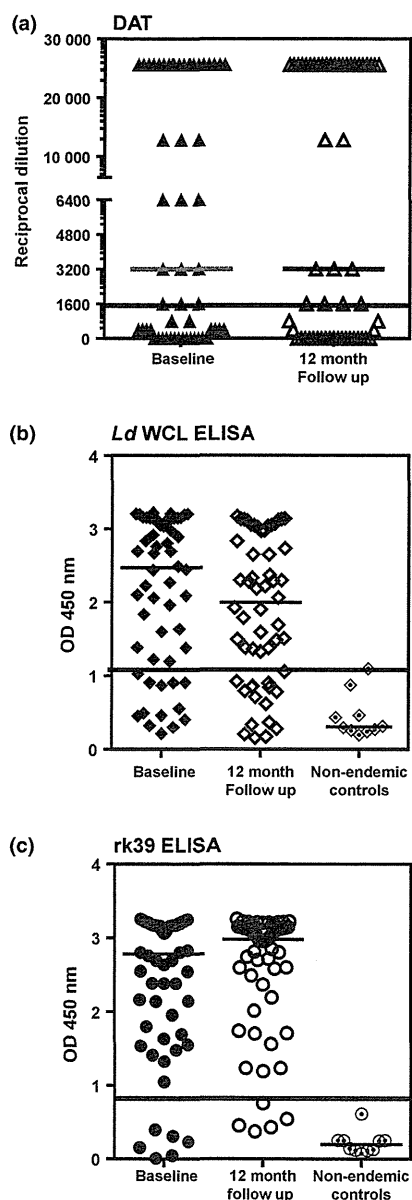 (a) DAT
30 000
20 000
10 000
6400
4800
3200
1600
0
Reciprocal dilution
Baseline
12 month
Follow up
(b) Ld WCL ELISA
4
3
2
1
0
OD 450 nm
Baseline
12 month
Follow up
Non-endemic
controls
(c) rk39 ELISA
4
3
2
1
0
OD 450 nm
Baseline
12 month
follow up
Non-endemic
controls